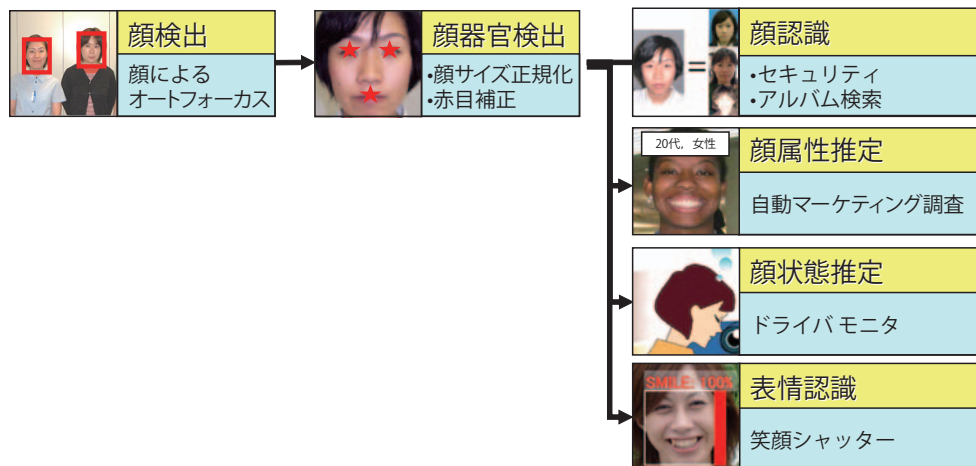 顔検出
顔による
オートフォーカス
顔器官検出
•顔サイズ正規化
•赤目補正
顔認識
•セキュリティ
•アルバム検索
20代，女性
顔属性推定
自動マーケティング調査
顔状態推定
ドライバ モニタ
SMILE: 100%
表情認識
笑顔シャッター